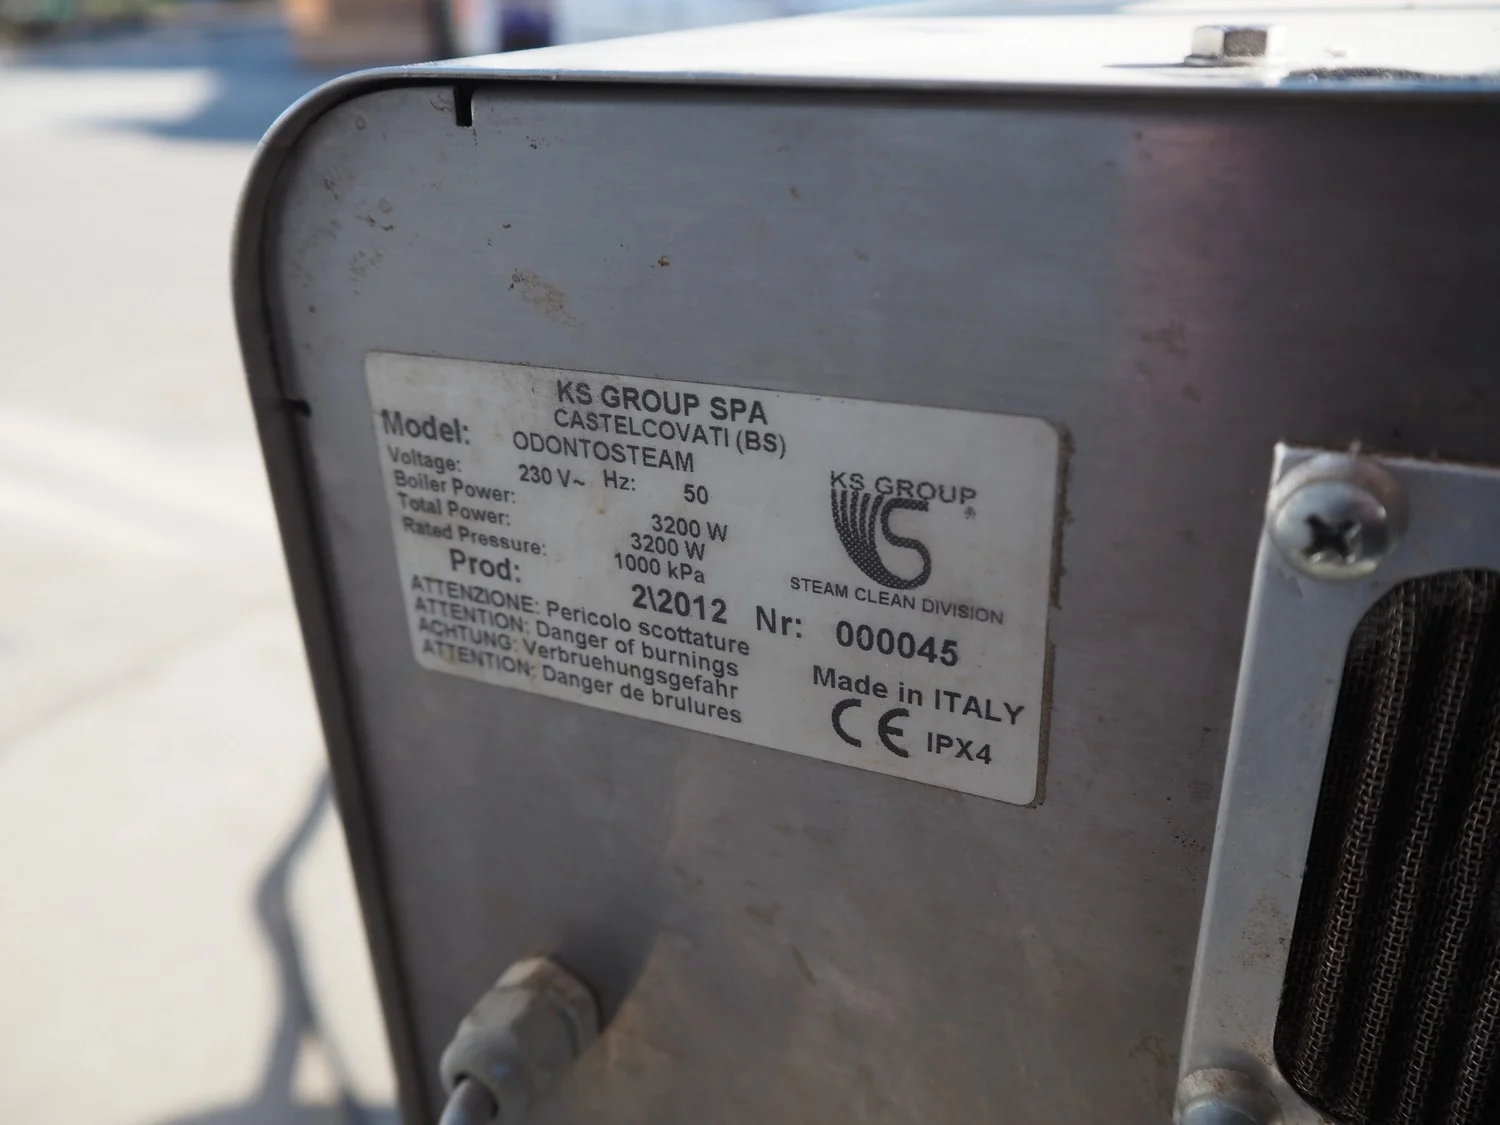 KS GROUP SPA
CASTELCOVATI (BS)
Model: ODONTOSTEAM
Voltage: 230 V~ Hz: 50
Boiler Power: 3200 W
Total Power: 3200 W
Rated Pressure: 1000 kPa
Prod: 2\2012 Nr: 000045
ATTENZIONE: Pericolo scottature
ATTENTION: Danger of burnings
ACHTUNG: Verbruehungsgefahr
ATTENTION: Danger de brulures
KS GROUP
®
STEAM CLEAN DIVISION
Made in ITALY
CE IPX4